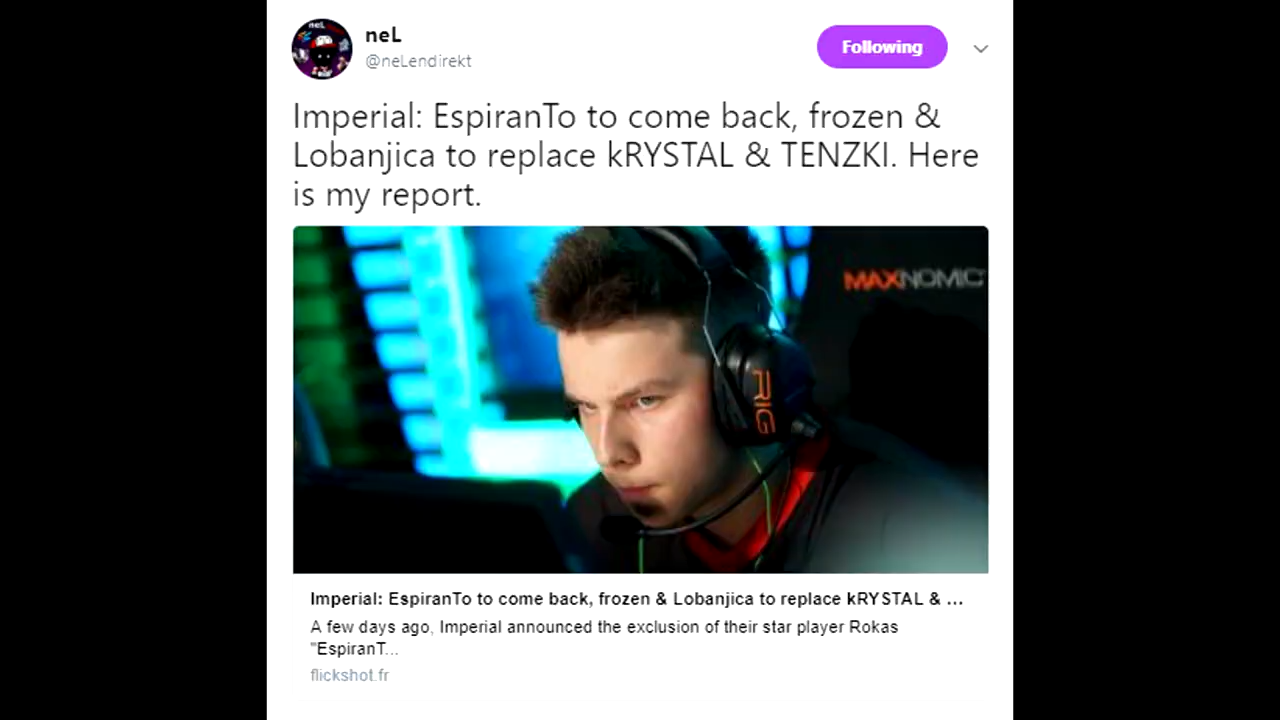 neL
@neLendirekt
Following
Imperial: EspiranTo to come back, frozen &
Lobanjica to replace kRYSTAL & TENZKI. Here
is my report.
MAXNOMIC
RIG
Imperial: EspiranTo to come back, frozen & Lobanjica to replace kRYSTAL & ...
A few days ago, Imperial announced the exclusion of their star player Rokas
"EspiranT...
flickshot.fr